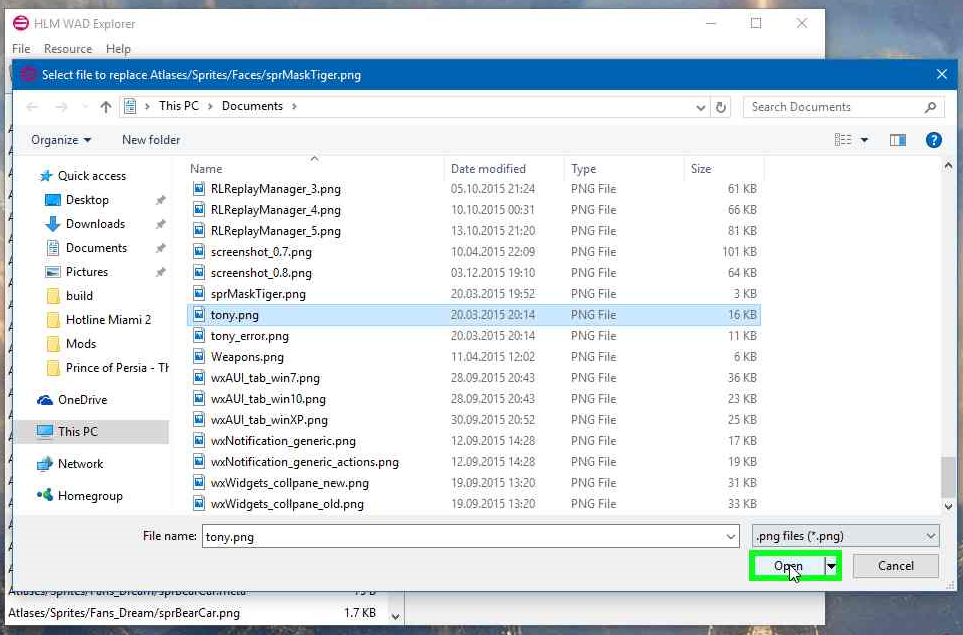 HLM WAD Explorer
File Resource Help
Select file to replace Atlases/Sprites/Faces/sprMaskTiger.png
This PC > Documents >
Search Documents
Organize
New folder
Name Date modified Type Size
Quick access
Desktop
Downloads
Documents
Pictures
build
Hotline Miami 2
Mods
Prince of Persia - Th
OneDrive
This PC
Network
Homegroup
RLReplayManager_3.png 05.10.2015 21:24 PNG File 61 KB
RLReplayManager_4.png 10.10.2015 00:31 PNG File 66 KB
RLReplayManager_5.png 13.10.2015 21:20 PNG File 81 KB
screenshot_0.7.png 10.04.2015 22:09 PNG File 101 KB
screenshot_0.8.png 03.12.2015 19:10 PNG File 64 KB
sprMaskTiger.png 20.03.2015 19:52 PNG File 3 KB
tony.png 20.03.2015 20:14 PNG File 16 KB
tony_error.png 20.03.2015 20:14 PNG File 11 KB
Weapons.png 11.04.2015 12:02 PNG File 6 KB
wxAUI_tab_win7.png 28.09.2015 20:43 PNG File 36 KB
wxAUI_tab_win10.png 28.09.2015 20:43 PNG File 23 KB
wxAUI_tab_winXP.png 30.09.2015 20:52 PNG File 25 KB
wxNotification_generic.png 12.09.2015 14:28 PNG File 17 KB
wxNotification_generic_actions.png 12.09.2015 14:28 PNG File 19 KB
wxWidgets_collpane_new.png 19.09.2015 13:20 PNG File 31 KB
wxWidgets_collpane_old.png 19.09.2015 13:20 PNG File 33 KB
File name: tony.png
.png files (*.png)
Open
Cancel
Atlases/Sprites/Fans_Dream/sprBearCar.meta
Atlases/Sprites/Fans_Dream/sprBearCar.png 1.7 KB